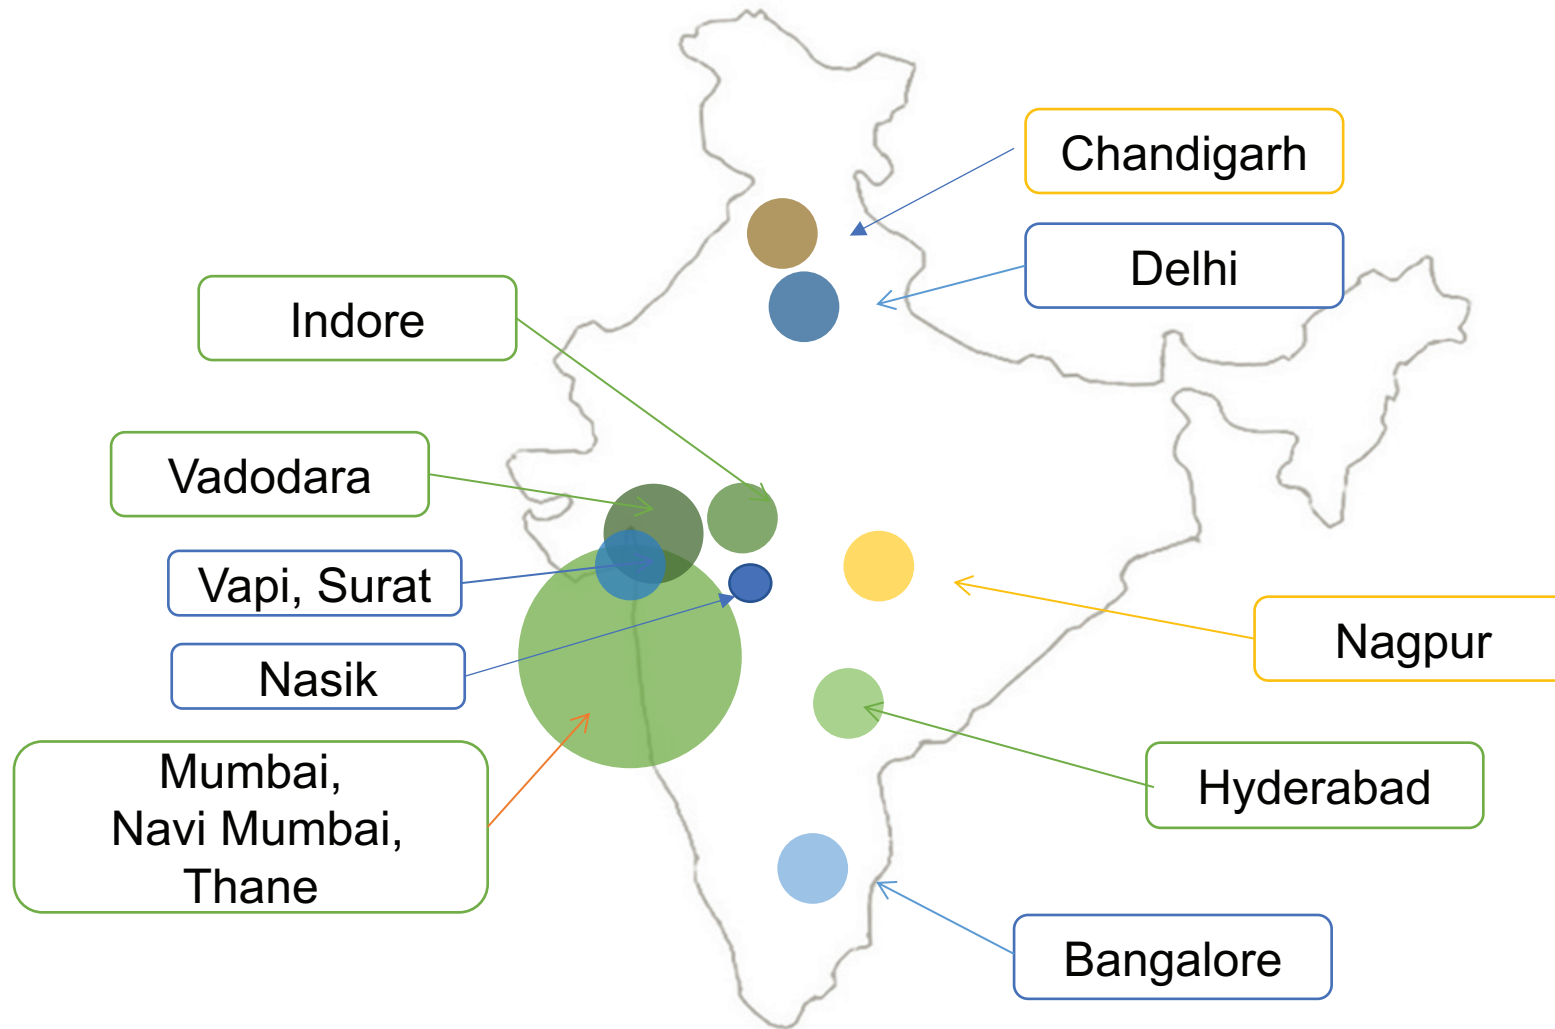 Chandigarh
Delhi
Indore
Vadodara
Vapi, Surat
Nasik
Nagpur
Mumbai,
Navi Mumbai,
Thane
Hyderabad
Bangalore